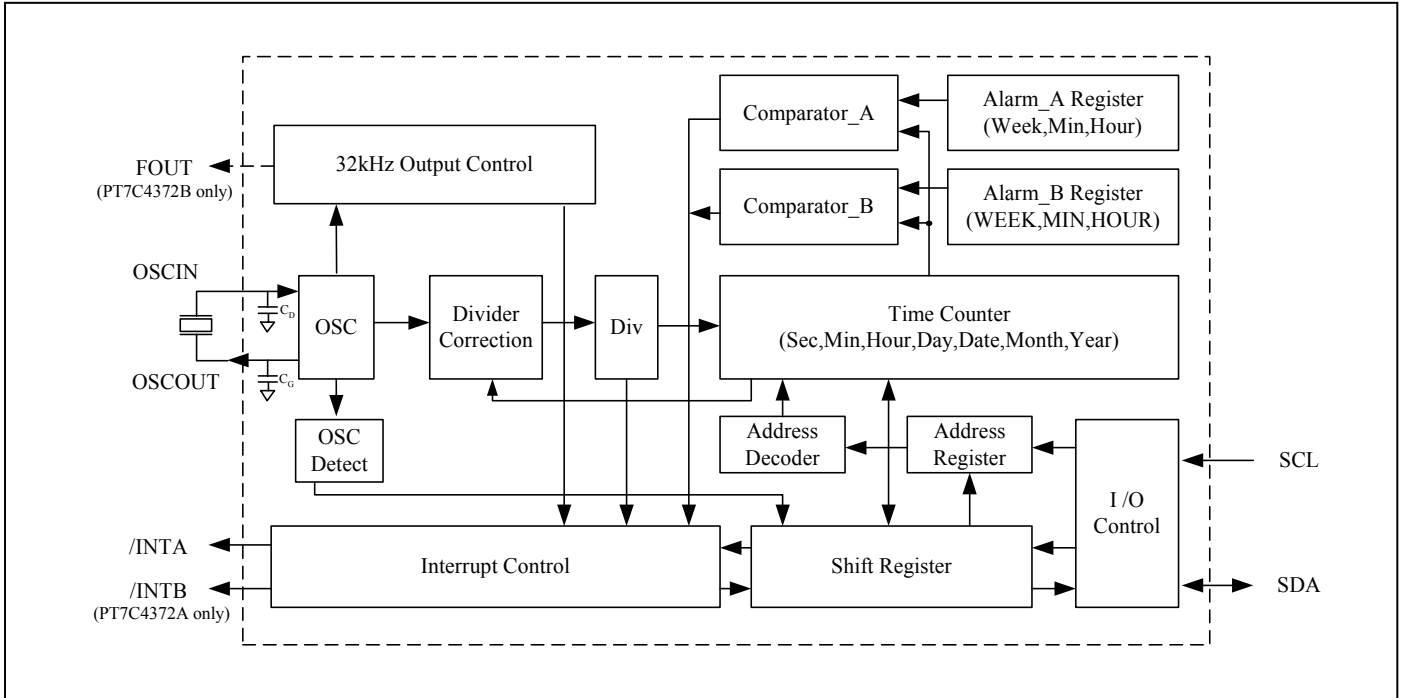 Comparator_A
Alarm_A Register
(Week,Min,Hour)
FOUT
(PT7C4372B only)
32kHz Output Control
Comparator_B
Alarm_B Register
(WEEK,MIN,HOUR)
OSCIN
CD
OSC
Divider
Correction
Div
Time Counter
(Sec,Min,Hour,Day,Date,Month,Year)
OSCOUT
CG
OSC
Detect
Address
Decoder
Address
Register
I /O
Control
SCL
/INTA
/INTB
(PT7C4372A only)
Interrupt Control
Shift Register
SDA